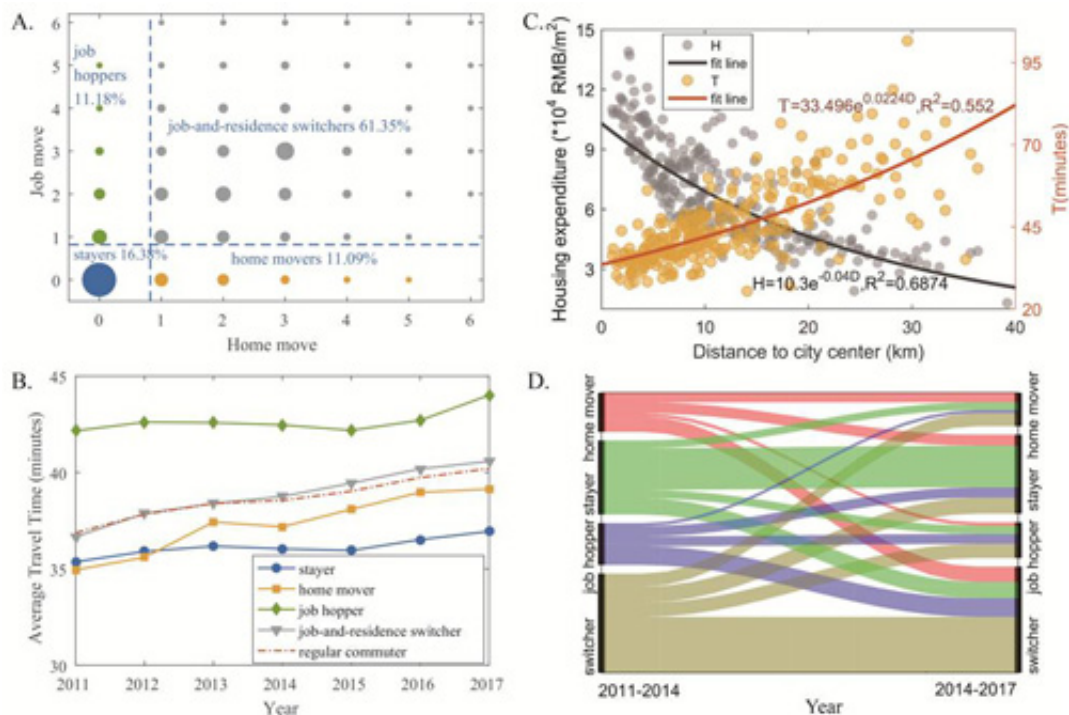 A.
6
5
4
3
2
1
0
Job move
job
hoppers
11.18%
job-and-residence switchers 61.35%
stayers 16.38%
home movers 11.09%
0 1 2 3 4 5 6
Home move
C.
15
12
9
6
3
Housing expenditure (*10⁴ RMB/m²)
H
fit line
T
fit line
T=33.496e^0.0224D, R²=0.552
H=10.3e^-0.04D, R²=0.6874
95
70
45
20
T(minutes)
0 10 20 30 40
Distance to city center (km)
B.
45
40
35
30
Average Travel Time (minutes)
stayer
home mover
job hopper
job-and-residence switcher
regular commuter
2011 2012 2013 2014 2015 2016 2017
Year
D.
home mover
stayer
job hopper
switcher
home mover
stayer
job hopper
switcher
2011-2014
2014-2017
Year